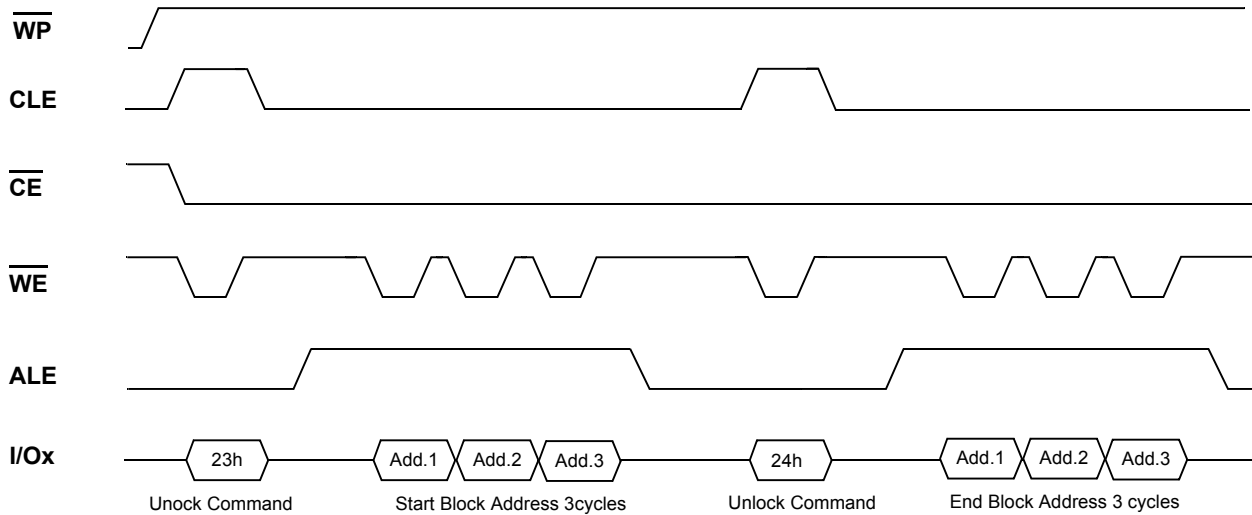 WP
CLE
CE
WE
ALE
I/Ox
23h
Add.1
Add.2
Add.3
24h
Add.1
Add.2
Add.3
Unock Command
Start Block Address 3cycles
Unlock Command
End Block Address 3 cycles